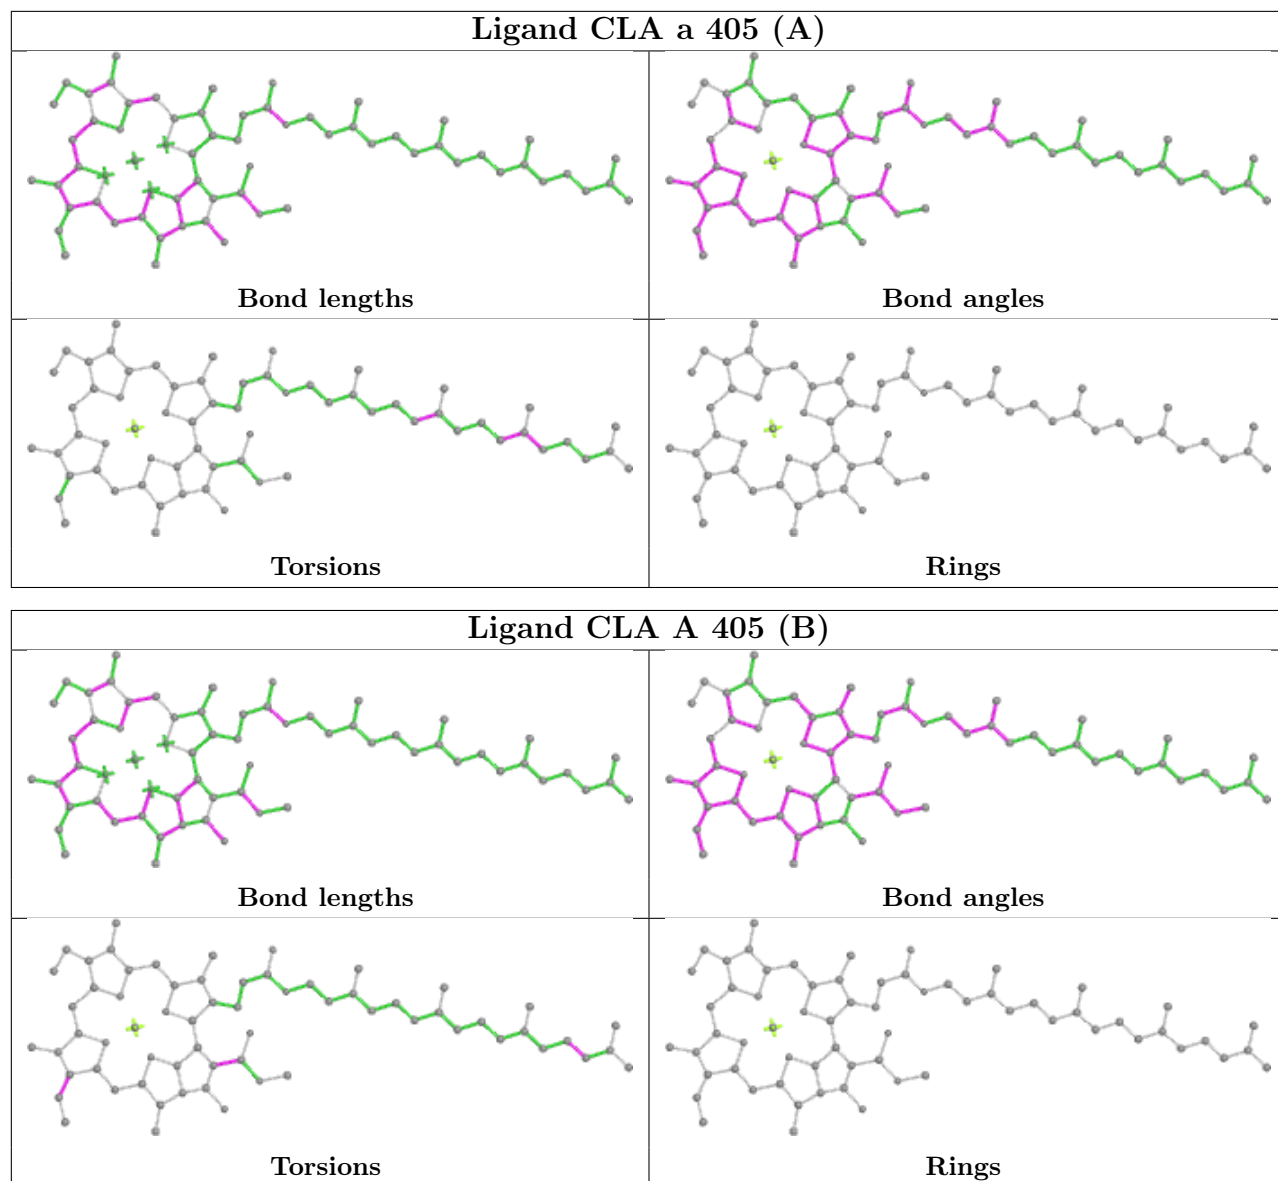 Ligand CLA a 405 (A)
Bond lengths
Bond angles
Torsions
Rings
Ligand CLA A 405 (B)
Bond lengths
Bond angles
Torsions
Rings